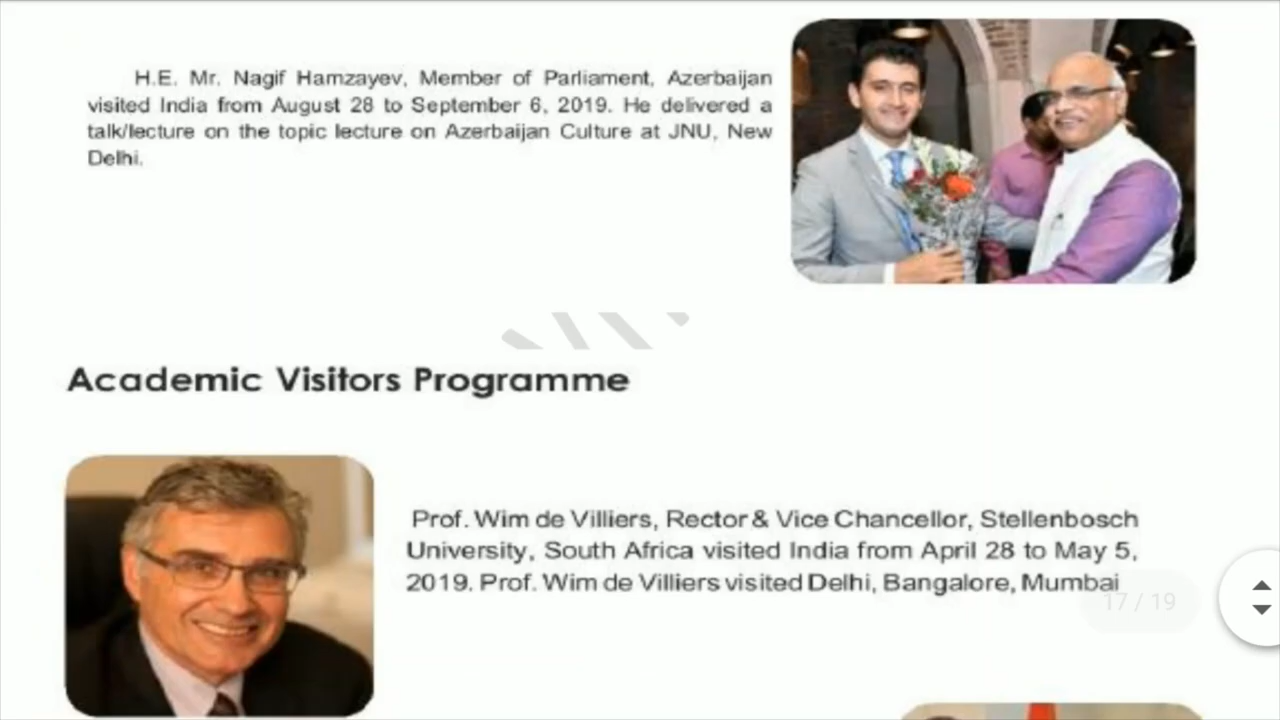 H.E. Mr. Nagif Hamzayev, Member of Parliament, Azerbaijan
visited India from August 28 to September 6, 2019. He delivered a
talk/lecture on the topic lecture on Azerbaijan Culture at JNU, New
Delhi.
Academic Visitors Programme
Prof. Wim de Villiers, Rector & Vice Chancellor, Stellenbosch
University, South Africa visited India from April 28 to May 5,
2019. Prof. Wim de Villiers visited Delhi, Bangalore, Mumbai
17 / 19